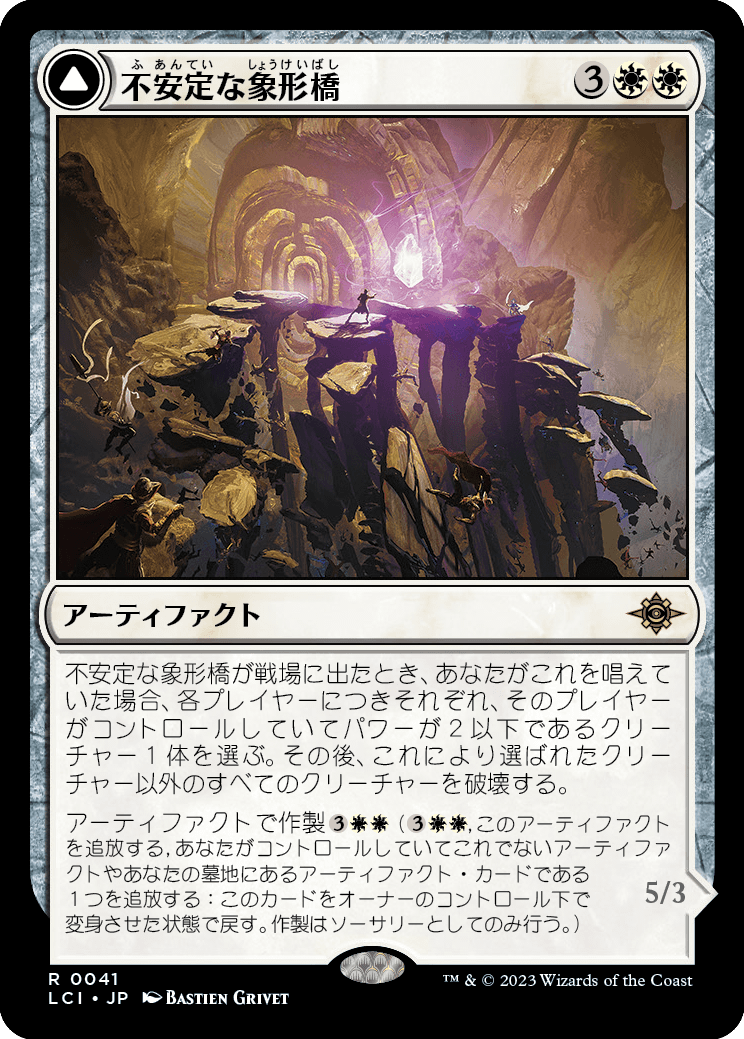 ふあんてい しょうけいばし
不安定な象形橋 3
アーティファクト
不安定な象形橋が戦場に出たとき、あなたがこれを唱えて
いた場合、各プレイヤーにつきそれぞれ、そのプレイヤー
がコントロールしていてパワーが2以下であるクリー
チャー1体を選ぶ。その後、これにより選ばれたクリー
チャー以外のすべてのクリーチャーを破壊する。
アーティファクトで作製3（3,このアーティファクト
を追放する,あなたがコントロールしていてこれでないアーティファ
クトやあなたの墓地にあるアーティファクト・カードである
1つを追放する：このカードをオーナーのコントロール下で
変身させた状態で戻す。作製はソーサリーとしてのみ行う。）
5/3
R 0041
LCI • JP Bastien Grivet
™ & © 2023 Wizards of the Coast